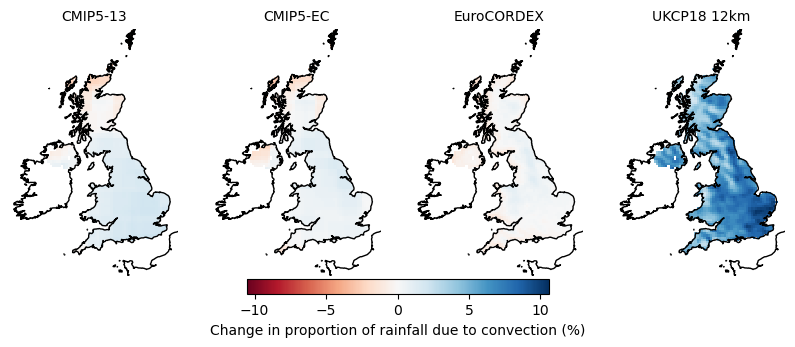 CMIP5-13 CMIP5-EC EuroCORDEX UKCP18 12km
−10 −5 0 5 10
Change in proportion of rainfall due to convection (%)